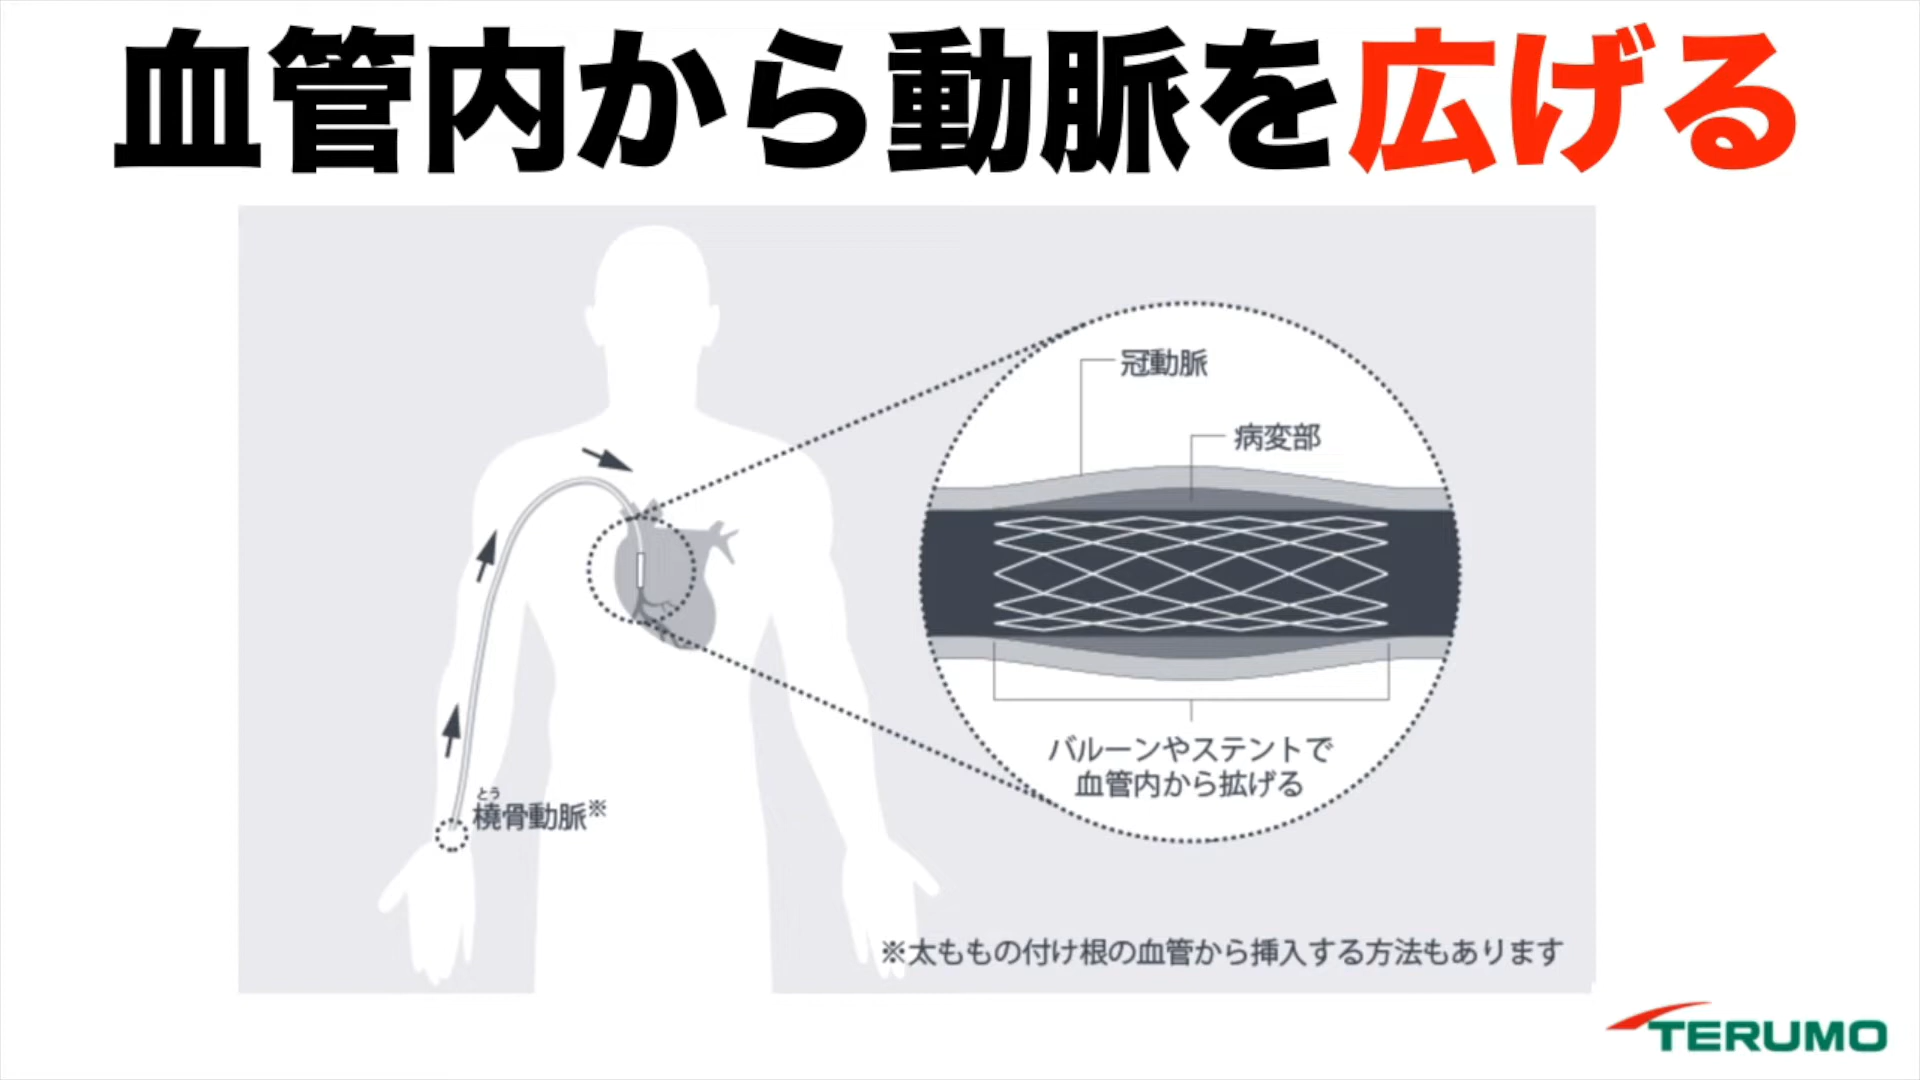 血管内から動脈を広げる
冠動脈
病変部
バルーンやステントで
血管内から拡げる
とう
橈骨動脈※
※太ももの付け根の血管から挿入する方法もあります
TERUMO